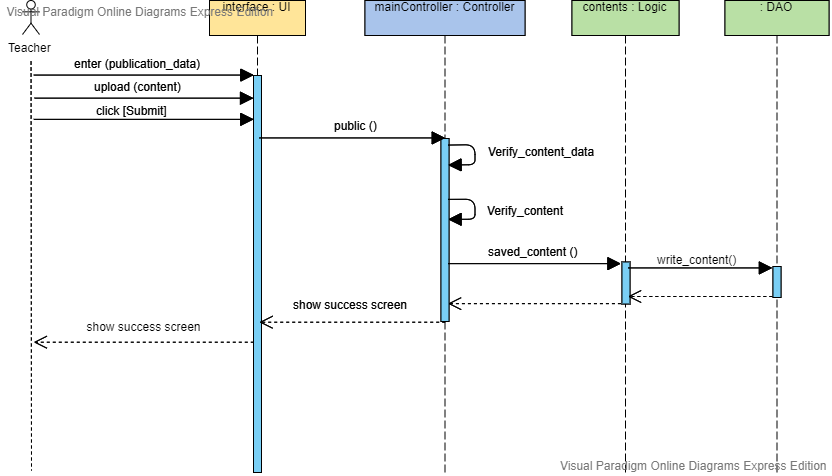 Visual Paradigm Online Diagrams Express Edition
interface : UI
mainController : Controller
contents : Logic
: DAO
Teacher
enter (publication_data)
upload (content)
click [Submit]
public ()
Verify_content_data
Verify_content
saved_content ()
write_content()
show success screen
show success screen
Visual Paradigm Online Diagrams Express Edition